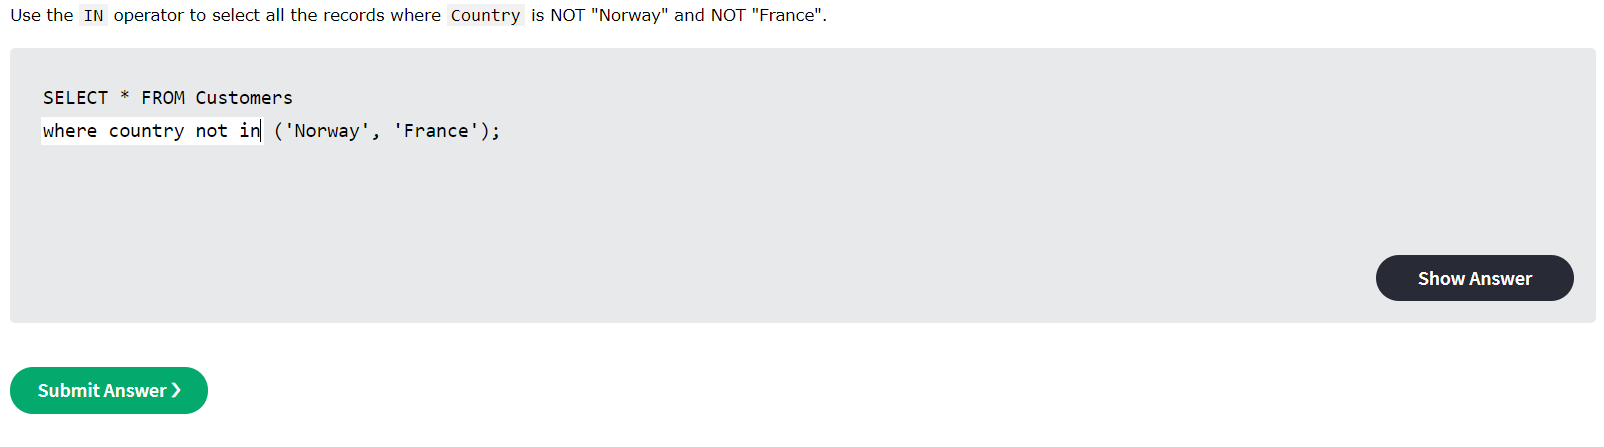 Use the IN operator to select all the records where Country is NOT "Norway" and NOT "France".
SELECT * FROM Customers
where country not in ('Norway', 'France');
Show Answer
Submit Answer ❯